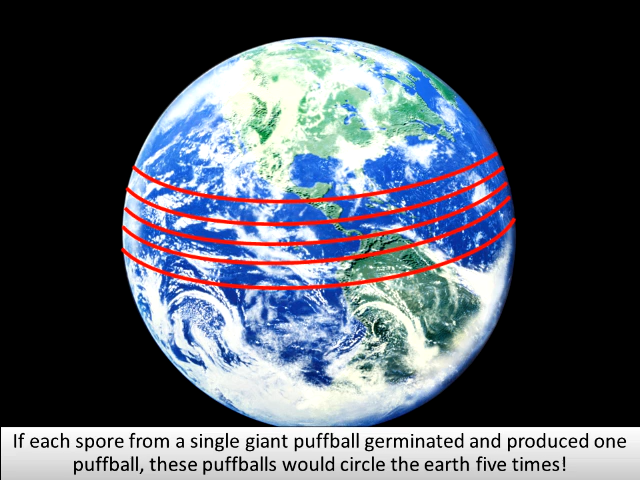 If each spore from a single giant puffball germinated and produced one
puffball, these puffballs would circle the earth five times!